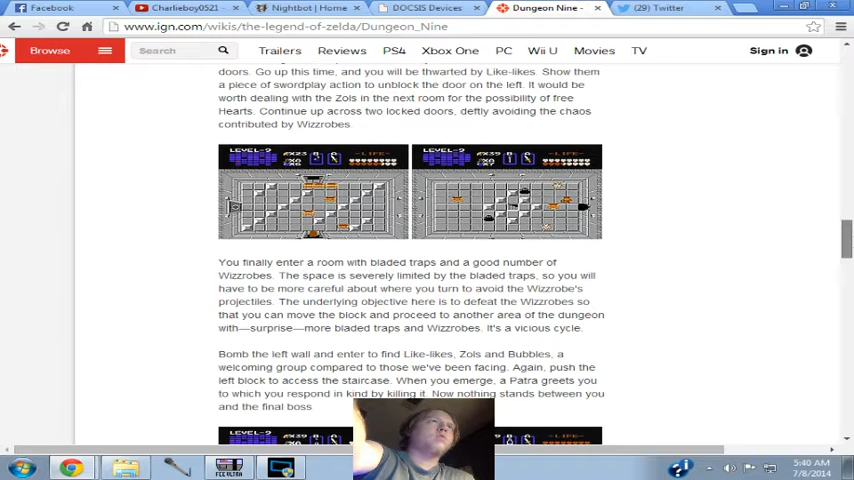 Facebook
Charlieboy0521 -
Nightbot | Home
DOCSIS Devices
Dungeon Nine -
(29) Twitter
www.ign.com/wikis/the-legend-of-zelda/Dungeon_Nine
Browse
Search
Trailers Reviews PS4 Xbox One PC Wii U Movies TV
Sign in
doors. Go up this time, and you will be thwarted by Like-likes. Show them
a piece of swordplay action to unblock the door on the left. It would be
worth dealing with the Zols in the next room for the possibility of free
Hearts. Continue up across two locked doors, deftly avoiding the chaos
contributed by Wizzrobes.
LEVEL-9 -LIFE-
LEVEL-9 -LIFE-
You finally enter a room with bladed traps and a good number of
Wizzrobes. The space is severely limited by the bladed traps, so you will
have to be more careful about where you turn to avoid the Wizzrobe's
projectiles. The underlying objective here is to defeat the Wizzrobes so
that you can move the block and proceed to another area of the dungeon
with—surprise—more bladed traps and Wizzrobes. It's a vicious cycle.
Bomb the left wall and enter to find Like-likes, Zols and Bubbles, a
welcoming group compared to those we've been facing. Again, push the
left block to access the staircase. When you emerge, a Patra greets you
to which you respond in kind by killing it. Now nothing stands between you
and the final boss
FCE ULTRA
5:40 AM
7/8/2014